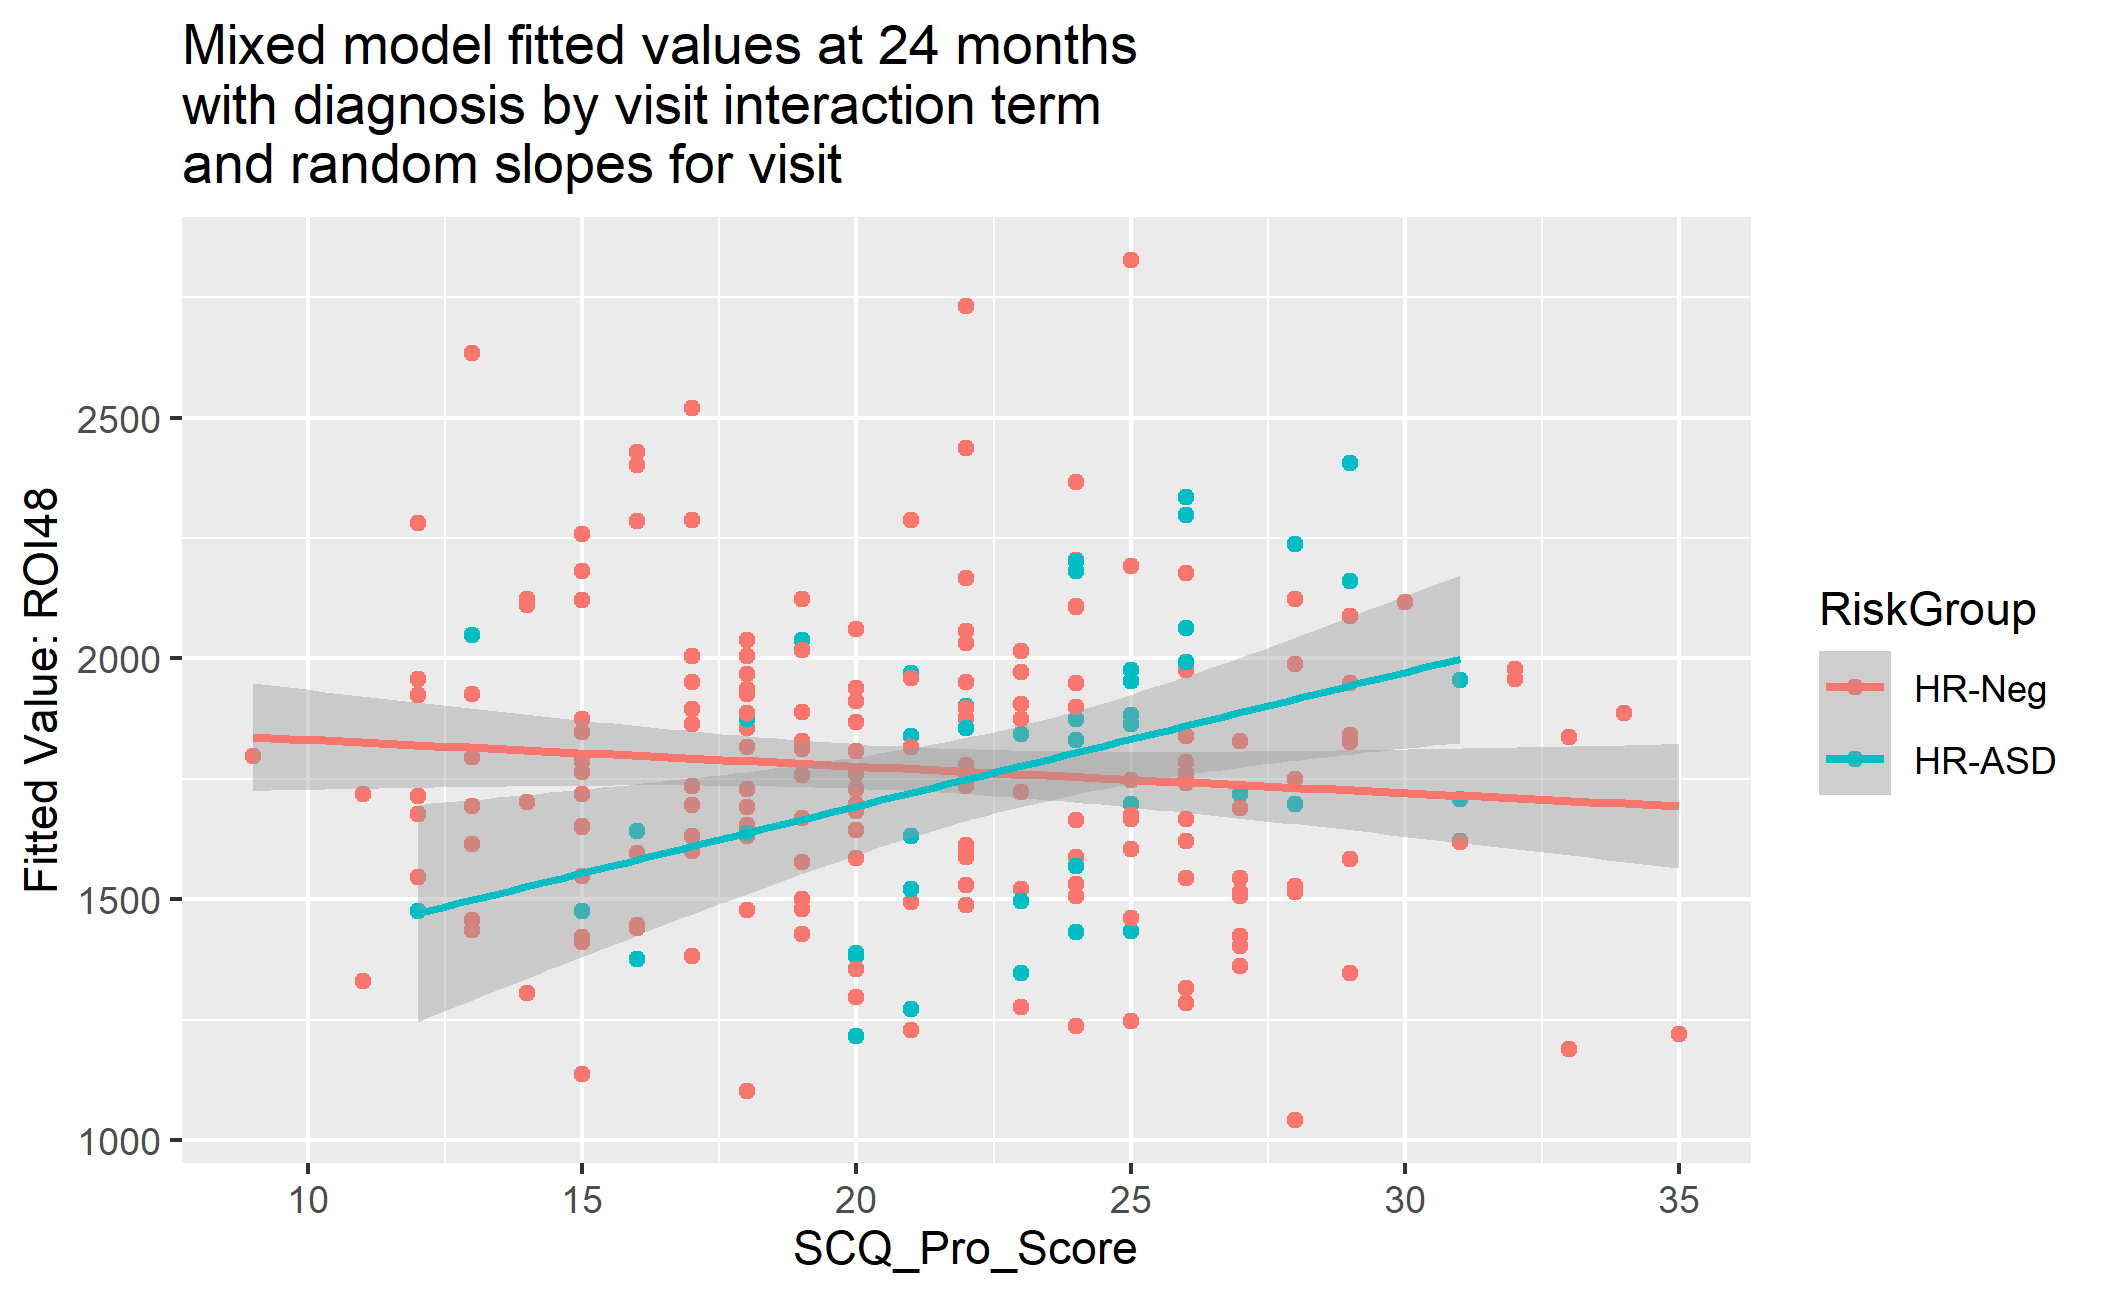 Mixed model fitted values at 24 months
with diagnosis by visit interaction term
and random slopes for visit
Fitted Value: ROI48
2500
2000
1500
1000
10 15 20 25 30 35
SCQ_Pro_Score
RiskGroup
HR-Neg
HR-ASD